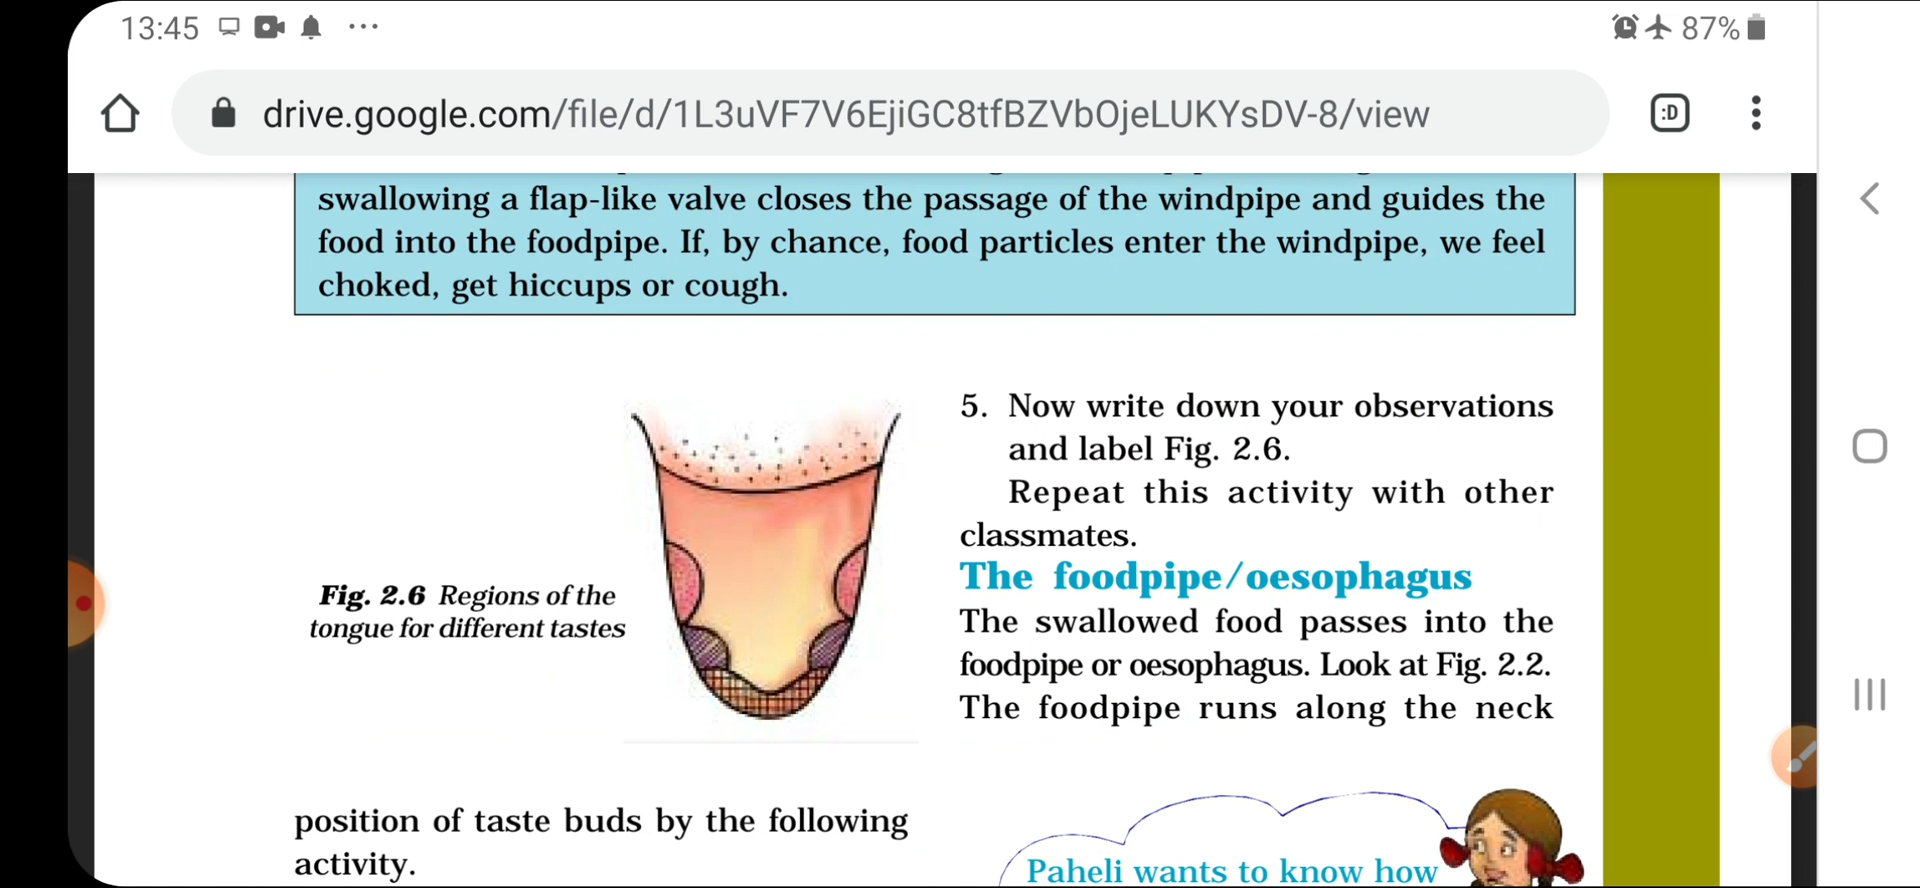 13:45
87%
drive.google.com/file/d/1L3uVF7V6EjiGC8tfBZVbOjeLUKYsDV-8/view
:D
swallowing a flap-like valve closes the passage of the windpipe and guides the
food into the foodpipe. If, by chance, food particles enter the windpipe, we feel
choked, get hiccups or cough.
Fig. 2.6 Regions of the
tongue for different tastes
position of taste buds by the following
activity.
5. Now write down your observations
and label Fig. 2.6.
Repeat this activity with other
classmates.
The foodpipe/oesophagus
The swallowed food passes into the
foodpipe or oesophagus. Look at Fig. 2.2.
The foodpipe runs along the neck
Paheli wants to know how